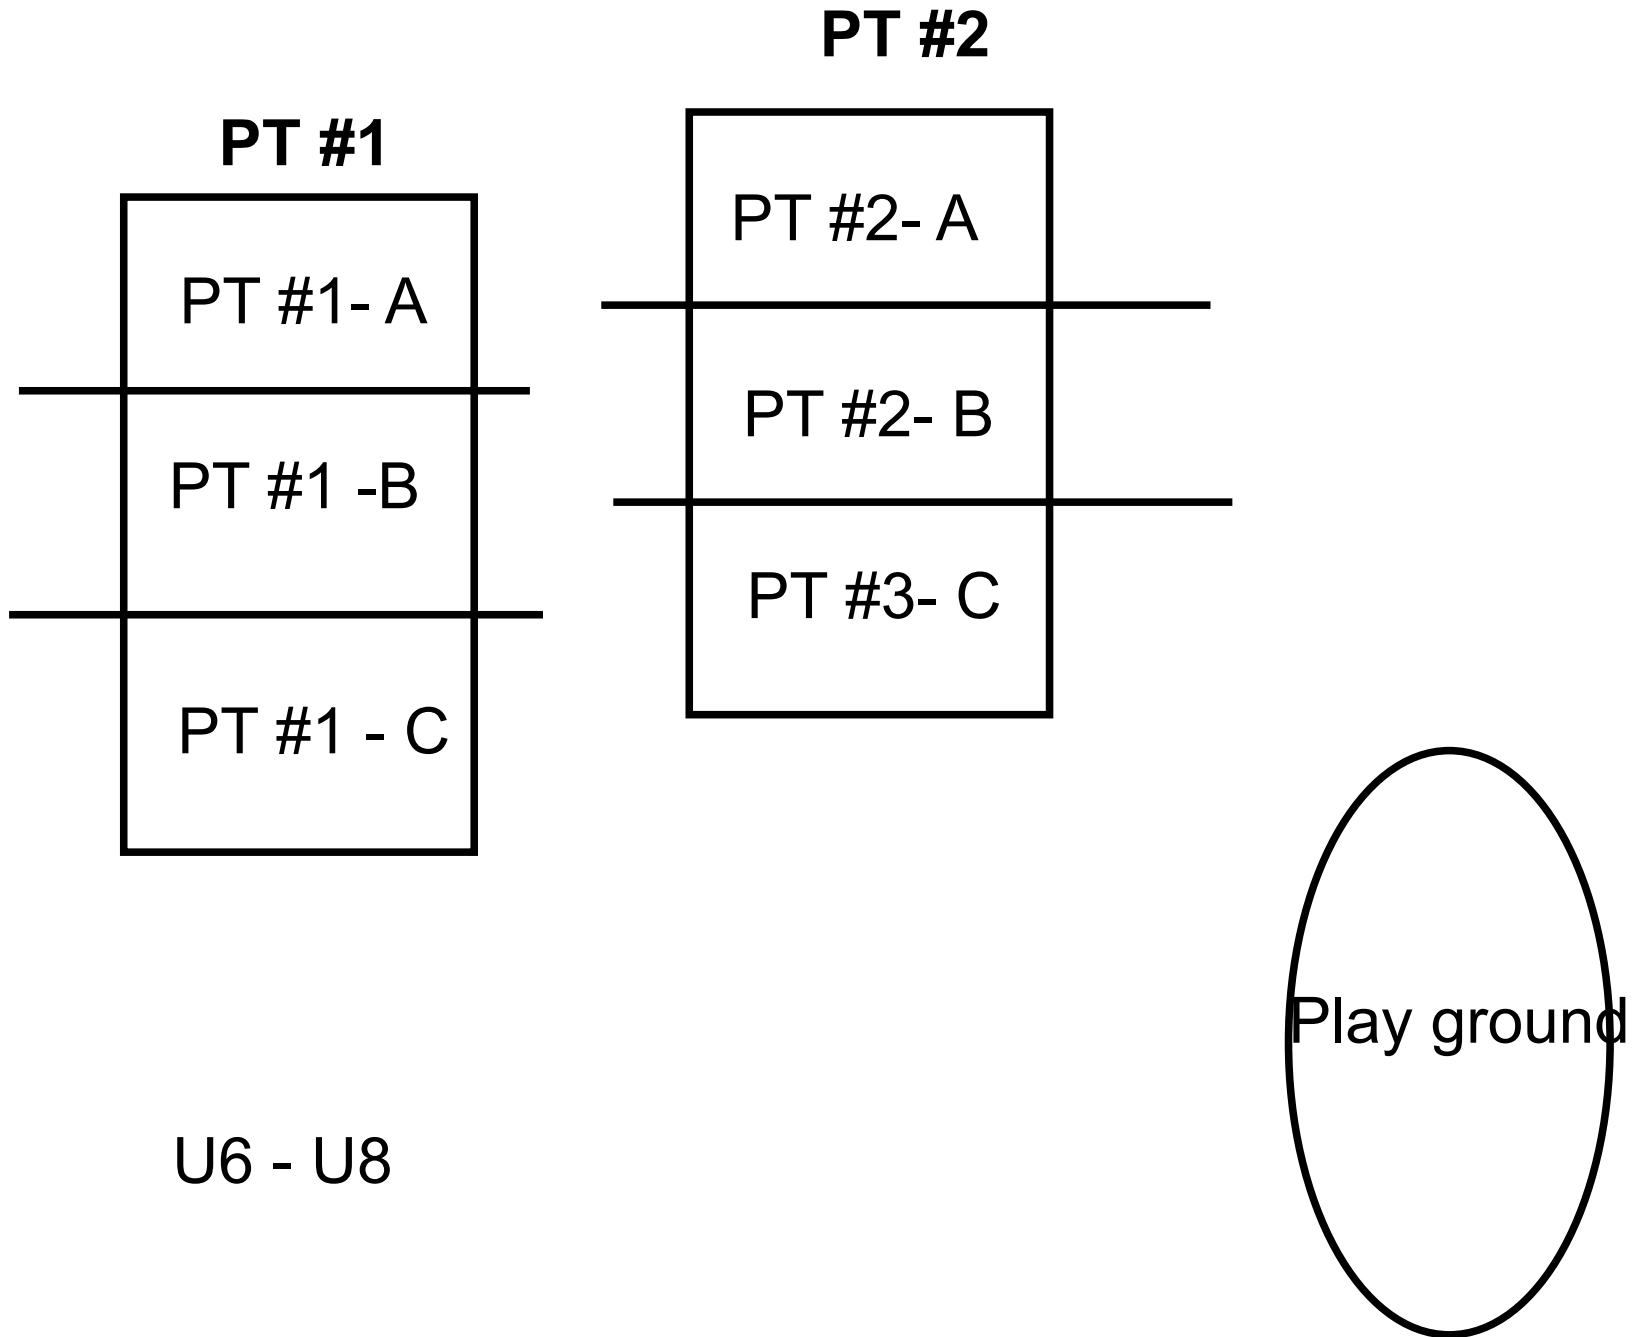 PT #2
PT #1
PT #2- A
PT #1- A
PT #2- B
PT #1 -B
PT #3- C
PT #1 - C
Play ground
U6 - U8